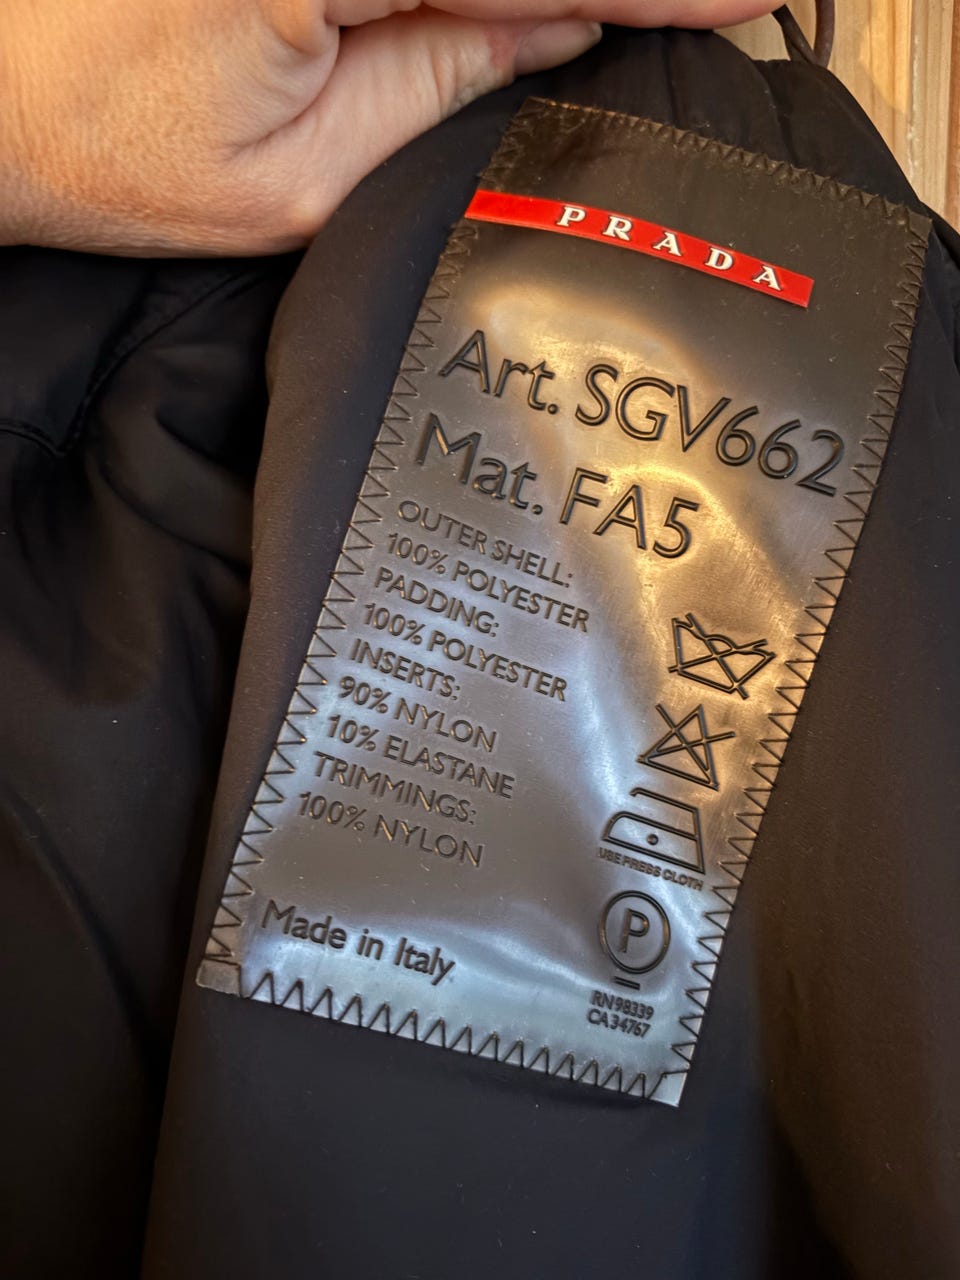 PRADA
Art. SGV662
Mat. FA5
OUTER SHELL:
100% POLYESTER
PADDING:
100% POLYESTER
INSERTS:
90% NYLON
10% ELASTANE
TRIMMINGS:
100% NYLON
USE PRESS CLOTH
P
Made in Italy
RN 98339
CA 34767